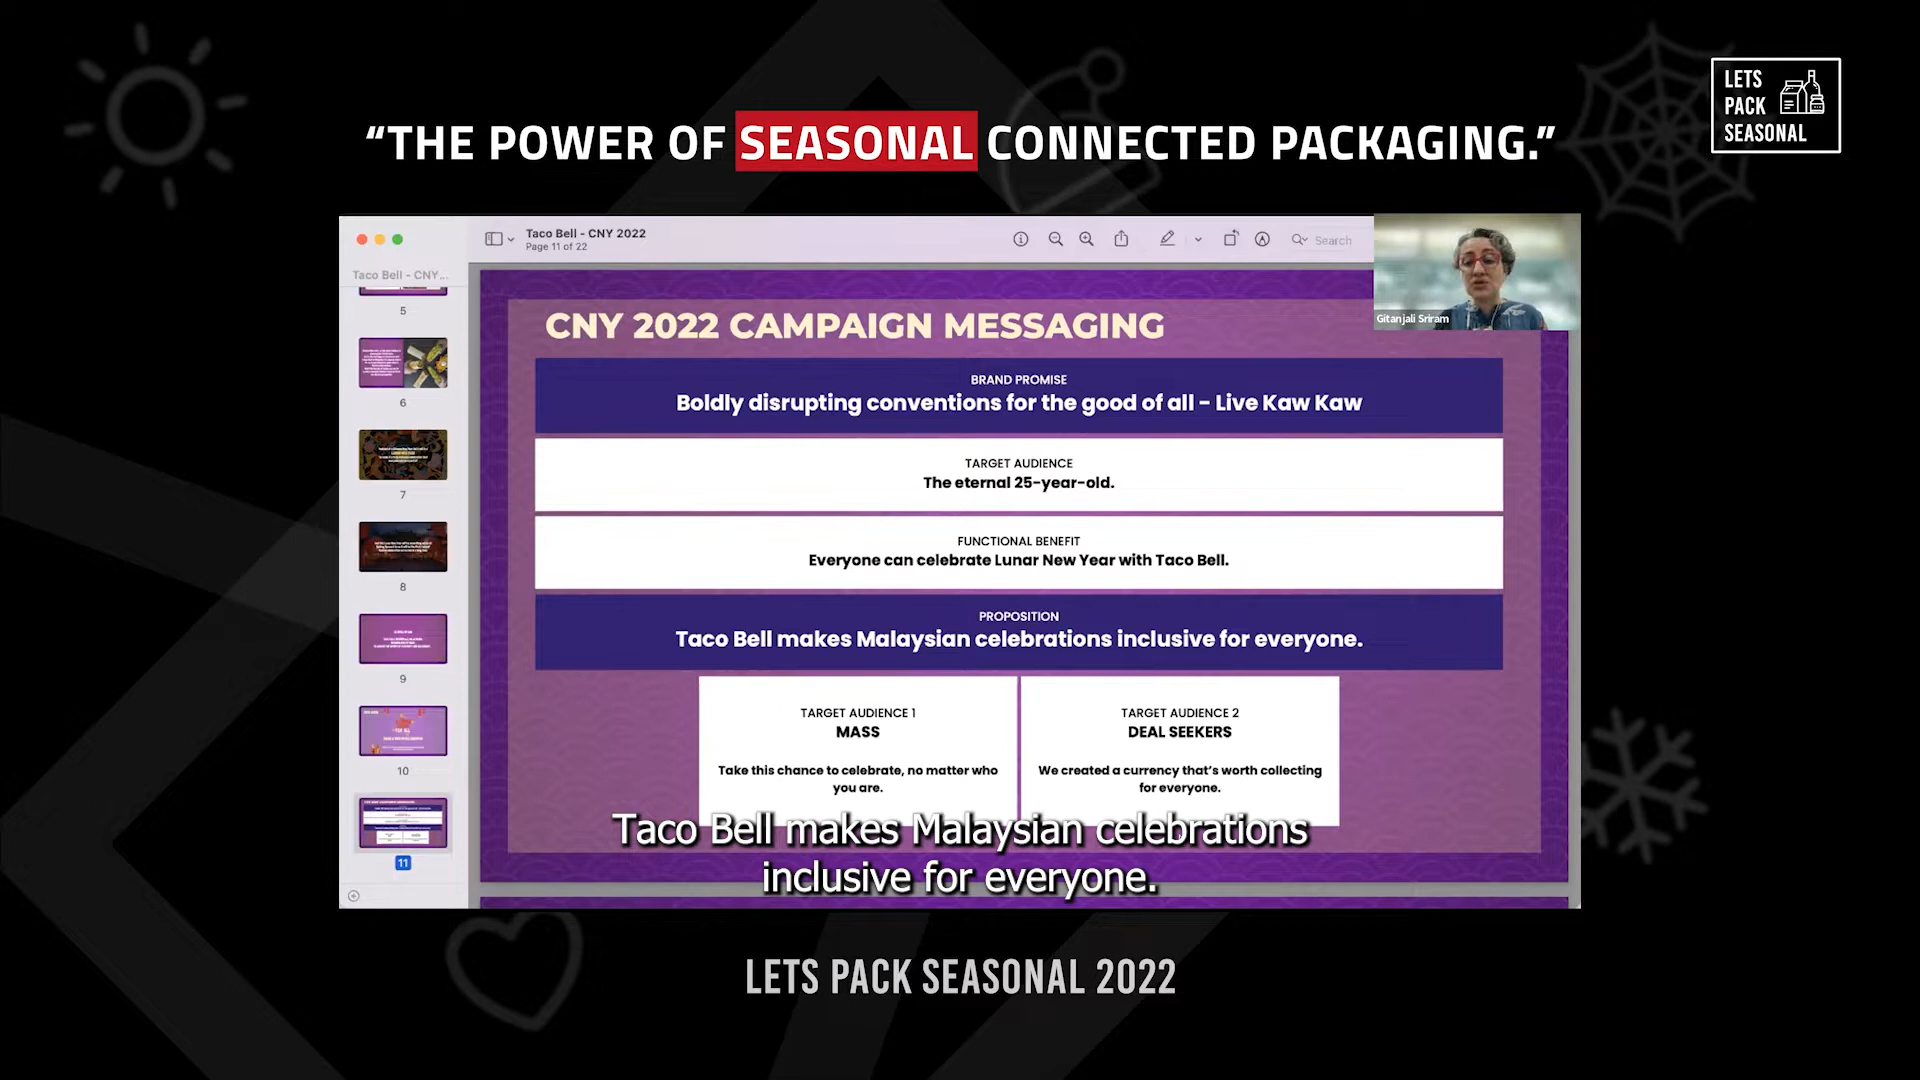 LETS
PACK
SEASONAL
“THE POWER OF SEASONAL CONNECTED PACKAGING.”
Taco Bell - CNY 2022
Page 11 of 22
Search
Taco Bell - CNY...
5
6
7
8
9
10
11
Gitanjali Sriram
CNY 2022 CAMPAIGN MESSAGING
BRAND PROMISE
Boldly disrupting conventions for the good of all – Live Kaw Kaw
TARGET AUDIENCE
The eternal 25-year-old.
FUNCTIONAL BENEFIT
Everyone can celebrate Lunar New Year with Taco Bell.
PROPOSITION
Taco Bell makes Malaysian celebrations inclusive for everyone.
TARGET AUDIENCE 1
MASS
Take this chance to celebrate, no matter who
you are.
TARGET AUDIENCE 2
DEAL SEEKERS
We created a currency that's worth collecting
for everyone.
Taco Bell makes Malaysian celebrations
inclusive for everyone.
LETS PACK SEASONAL 2022